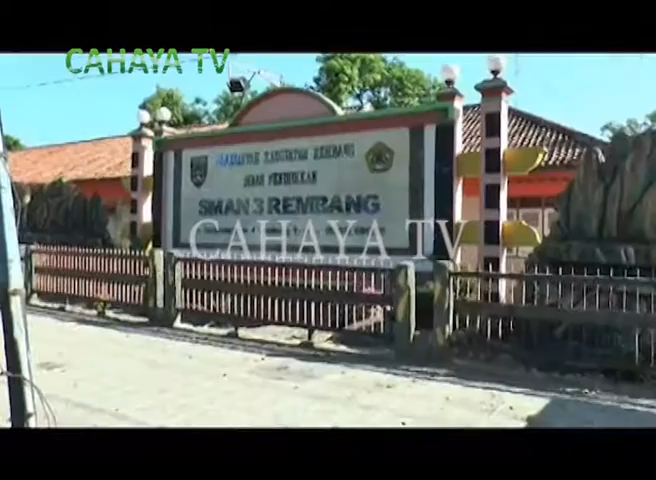 CAHAYA TV
KABUPATEN REMBANG
DINAS PENDIDIKAN
SMAN 3 REMBANG
CAHAYA TV